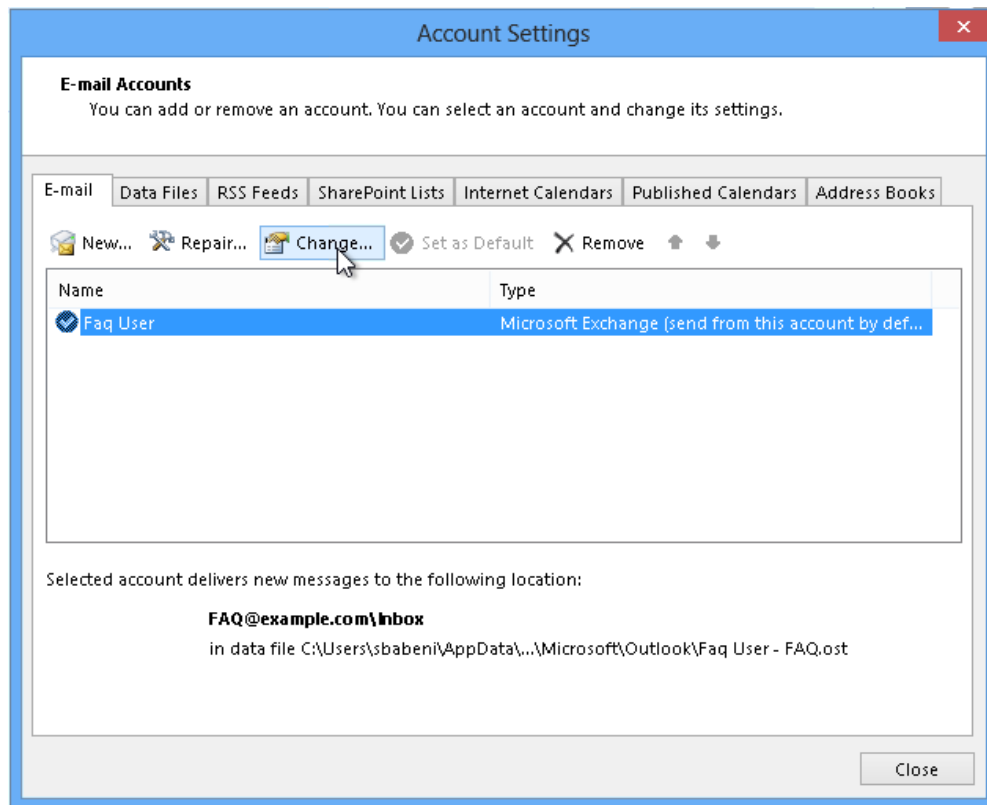 Account Settings
E-mail Accounts
You can add or remove an account. You can select an account and change its settings.
E-mail Data Files RSS Feeds SharePoint Lists Internet Calendars Published Calendars Address Books
New... Repair... Change... Set as Default Remove
Name Type
Faq User Microsoft Exchange (send from this account by def...
Selected account delivers new messages to the following location:
FAQ@example.com\Inbox
in data file C:\Users\sbabeni\AppData\...\Microsoft\Outlook\Faq User - FAQ.ost
Close